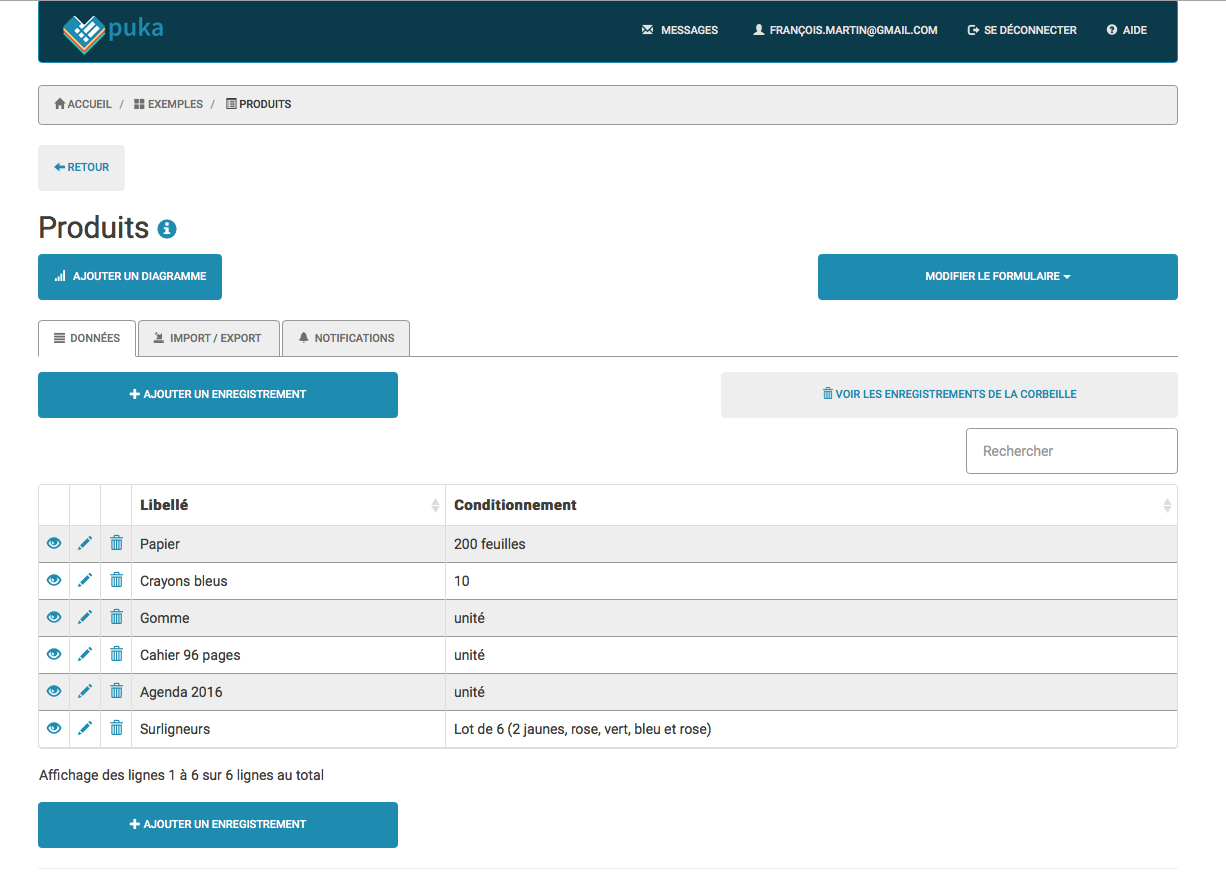 puka
MESSAGES FRANÇOIS.MARTIN@GMAIL.COM SE DÉCONNECTER AIDE
ACCUEIL / EXEMPLES / PRODUITS
RETOUR
Produits
AJOUTER UN DIAGRAMME MODIFIER LE FORMULAIRE
DONNÉES IMPORT / EXPORT NOTIFICATIONS
AJOUTER UN ENREGISTREMENT VOIR LES ENREGISTREMENTS DE LA CORBEILLE
Rechercher
Libellé Conditionnement
Papier 200 feuilles
Crayons bleus 10
Gomme unité
Cahier 96 pages unité
Agenda 2016 unité
Surligneurs Lot de 6 (2 jaunes, rose, vert, bleu et rose)
Affichage des lignes 1 à 6 sur 6 lignes au total
AJOUTER UN ENREGISTREMENT